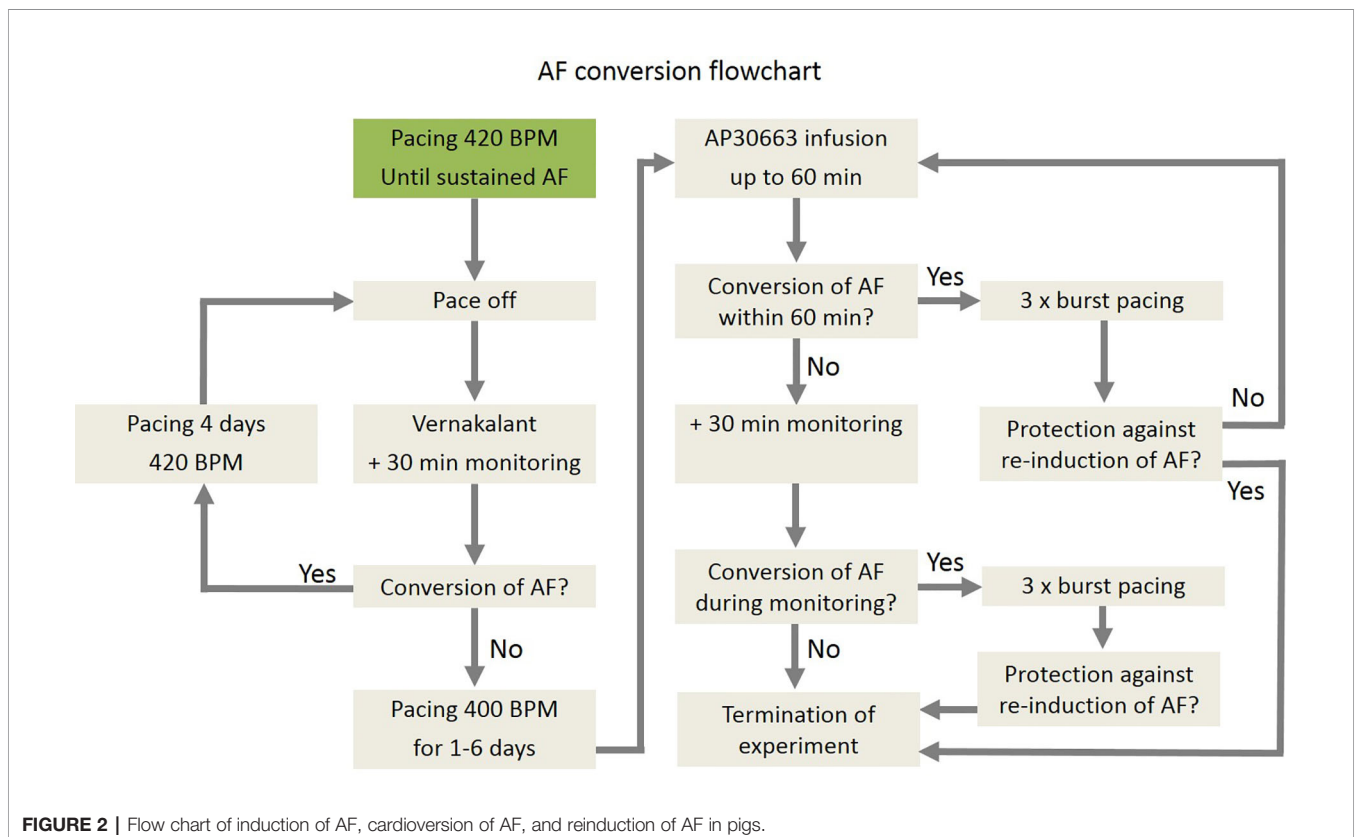 AF conversion flowchart
Pacing 420 BPM
Until sustained AF
Pace off
Pacing 4 days
420 BPM
Vernakalant
+ 30 min monitoring
Yes
Conversion of AF?
No
Pacing 400 BPM
for 1-6 days
AP30663 infusion
up to 60 min
Conversion of AF
within 60 min?
Yes
3 x burst pacing
No
Protection against
re-induction of AF?
No
Yes
+ 30 min monitoring
Conversion of AF
during monitoring?
Yes
3 x burst pacing
No
Protection against
re-induction of AF?
Termination of
experiment
FIGURE 2 | Flow chart of induction of AF, cardioversion of AF, and reinduction of AF in pigs.